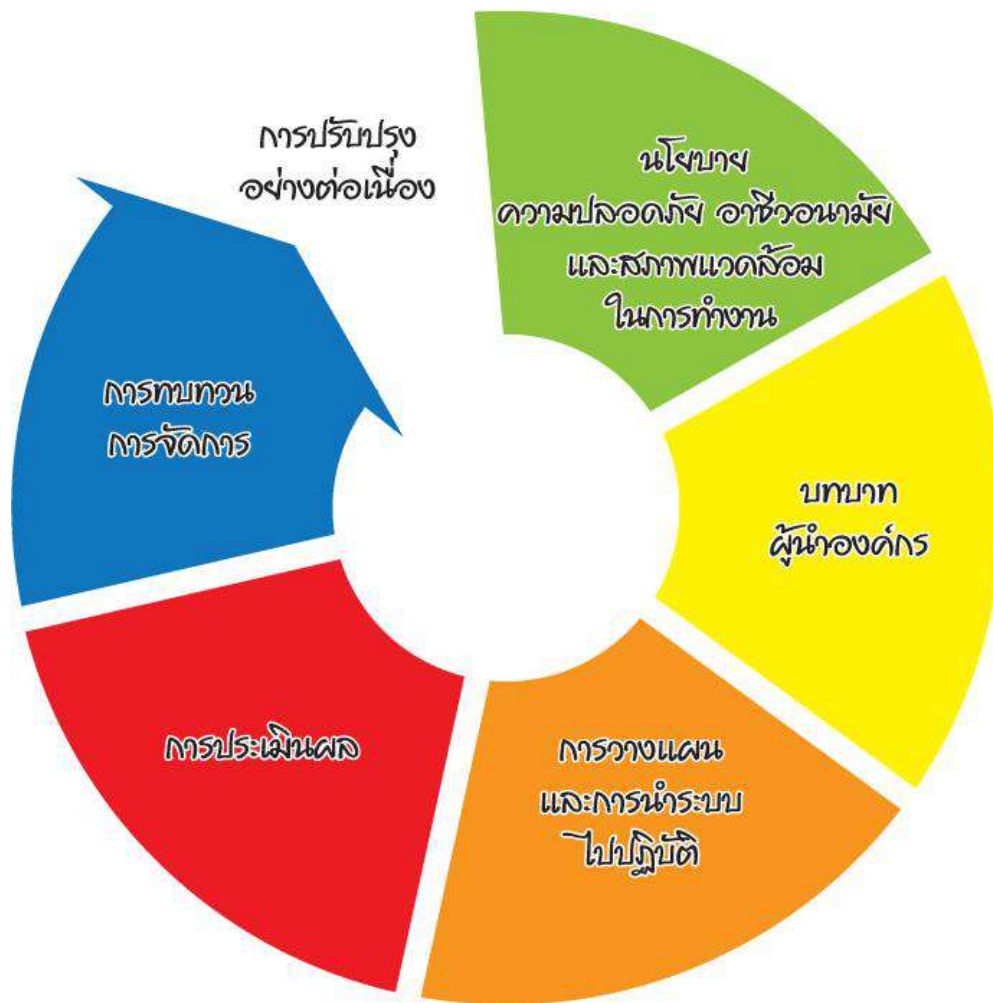 การปรับปรุง
อย่างต่อเนื่อง
นโยบาย
ความปลอดภัย อาชีวอนามัย
และสภาพแวดล้อม
ในการทำงาน
บทบาท
ผู้นำองค์กร
การวางแผน
และการนำระบบ
ไปปฏิบัติ
การประเมินผล
การทบทวน
การจัดการ